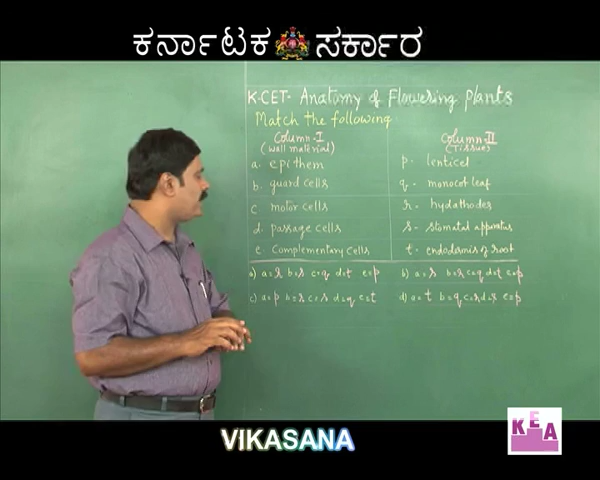 ಕರ್ನಾಟಕ ಸರ್ಕಾರ
K-CET- Anatomy of Flowering Plants
Match the following
Column-I Column-II
(Wall material) (Tissue)
a. epithem p- lenticel
b. guard cells q- monocot leaf
c. motor cells r- hydathodes
d. passage cells s- stomatal apparatus
e. Complementary cells t- endodermis of root
a) a=r b=s c=q d=t e=p b) a=s b=r c=q d=t e=p
c) a=p b=r c=s d=q e=t d) a=t b=q
VIKASANA
KEA